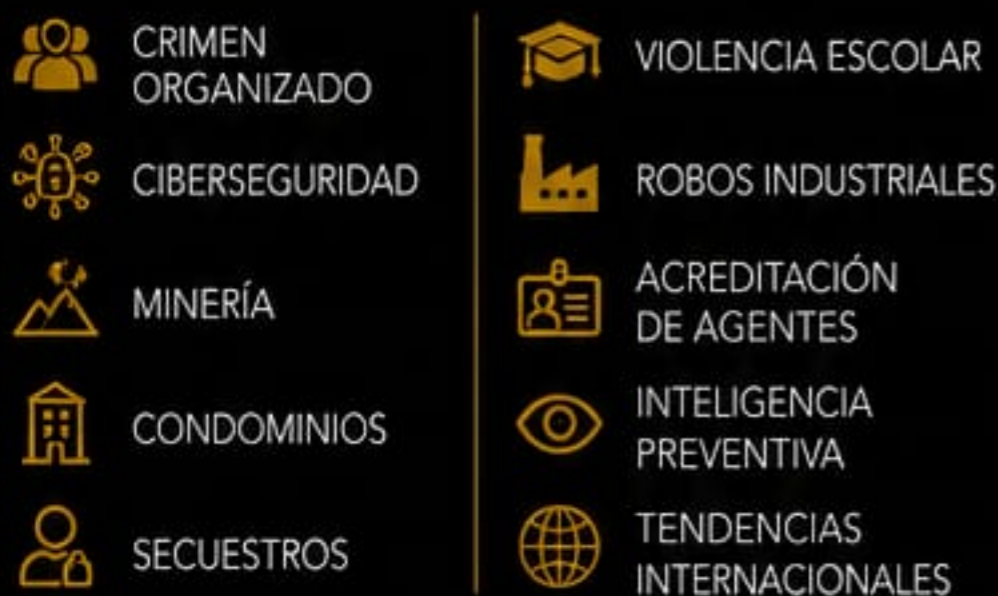 CRIMEN
ORGANIZADO
CIBERSEGURIDAD
MINERÍA
CONDOMINIOS
SECUESTROS
VIOLENCIA ESCOLAR
ROBOS INDUSTRIALES
ACREDITACIÓN
DE AGENTES
INTELIGENCIA
PREVENTIVA
TENDENCIAS
INTERNACIONALES